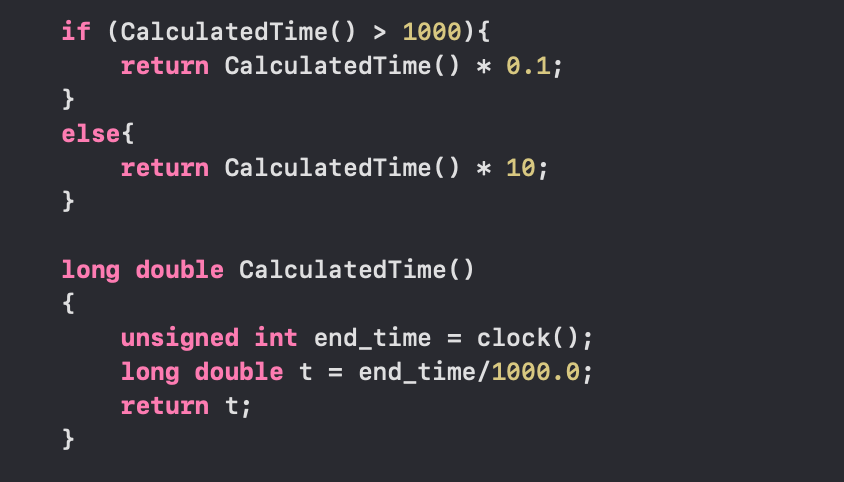 if (CalculatedTime() > 1000){
    return CalculatedTime() * 0.1;
}
else{
    return CalculatedTime() * 10;
}

long double CalculatedTime()
{
    unsigned int end_time = clock();
    long double t = end_time/1000.0;
    return t;
}